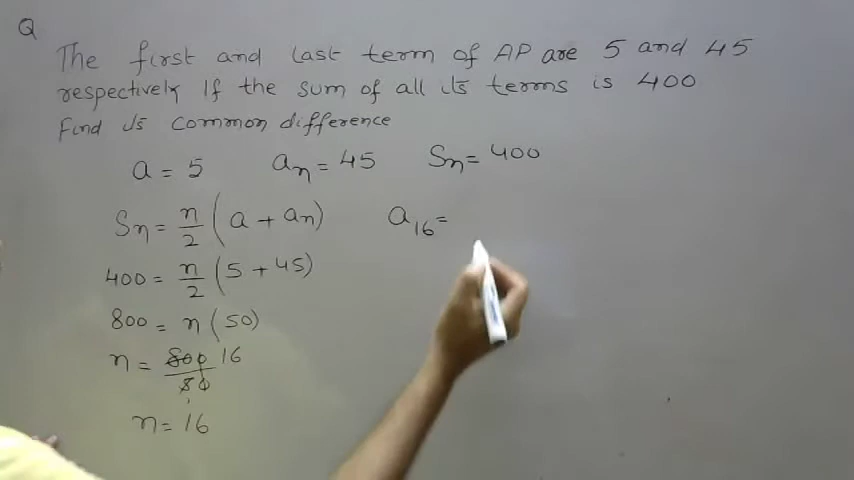 Q
The first and last term of AP are 5 and 45
respectively If the sum of all its terms is 400
Find its common difference
a = 5 an = 45 Sn = 400
Sn = n/2 (a + an) a16 =
400 = n/2 (5 + 45)
800 = n (50)
n = 800/50 16
n = 16